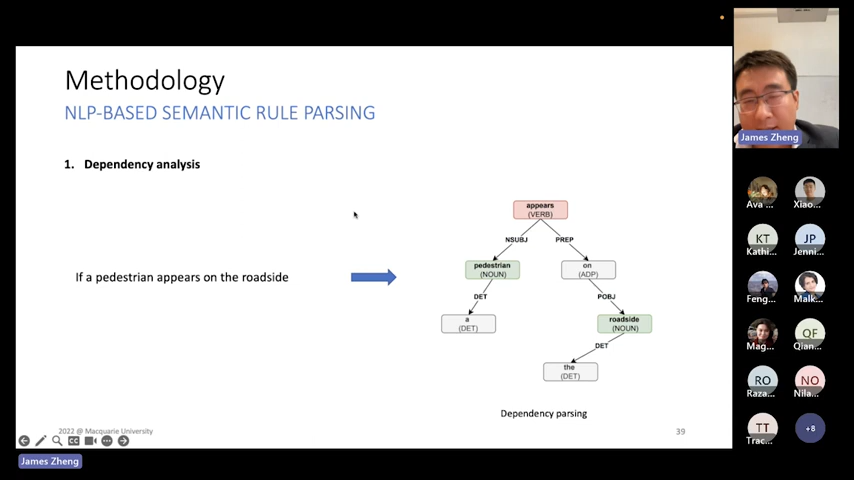 Methodology
NLP-BASED SEMANTIC RULE PARSING
1. Dependency analysis
If a pedestrian appears on the roadside
appears
(VERB)
NSUBJ
PREP
pedestrian
(NOUN)
on
(ADP)
DET
POBJ
a
(DET)
roadside
(NOUN)
DET
the
(DET)
Dependency parsing
2022 @ Macquarie University
39
CC
James Zheng
James Zheng
Ava ...
Xiao...
KT
JP
Kathi...
Jenni...
Feng...
Malk...
QF
Mag...
Qian...
RO
NO
Raza...
Nila...
TT
+8
Trac...